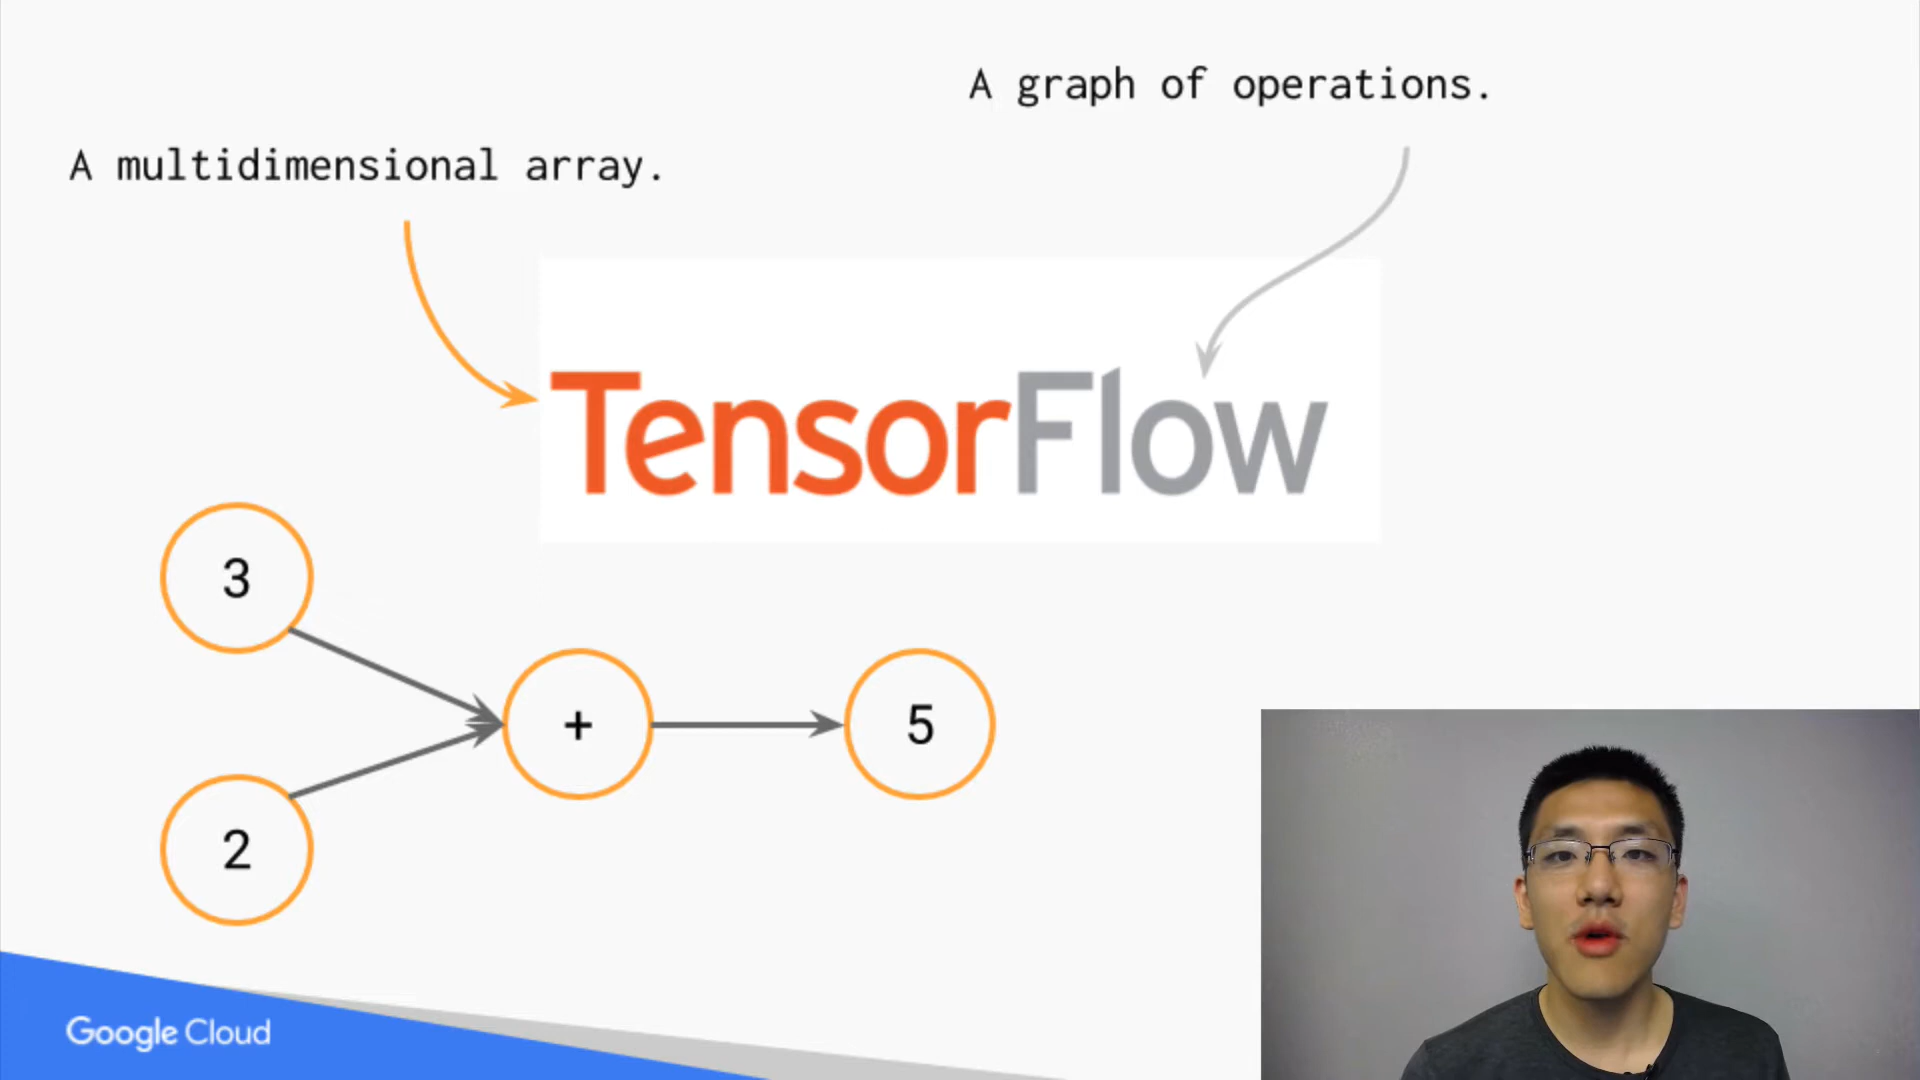 A graph of operations.
A multidimensional array.
TensorFlow
3
+
5
2
Google Cloud